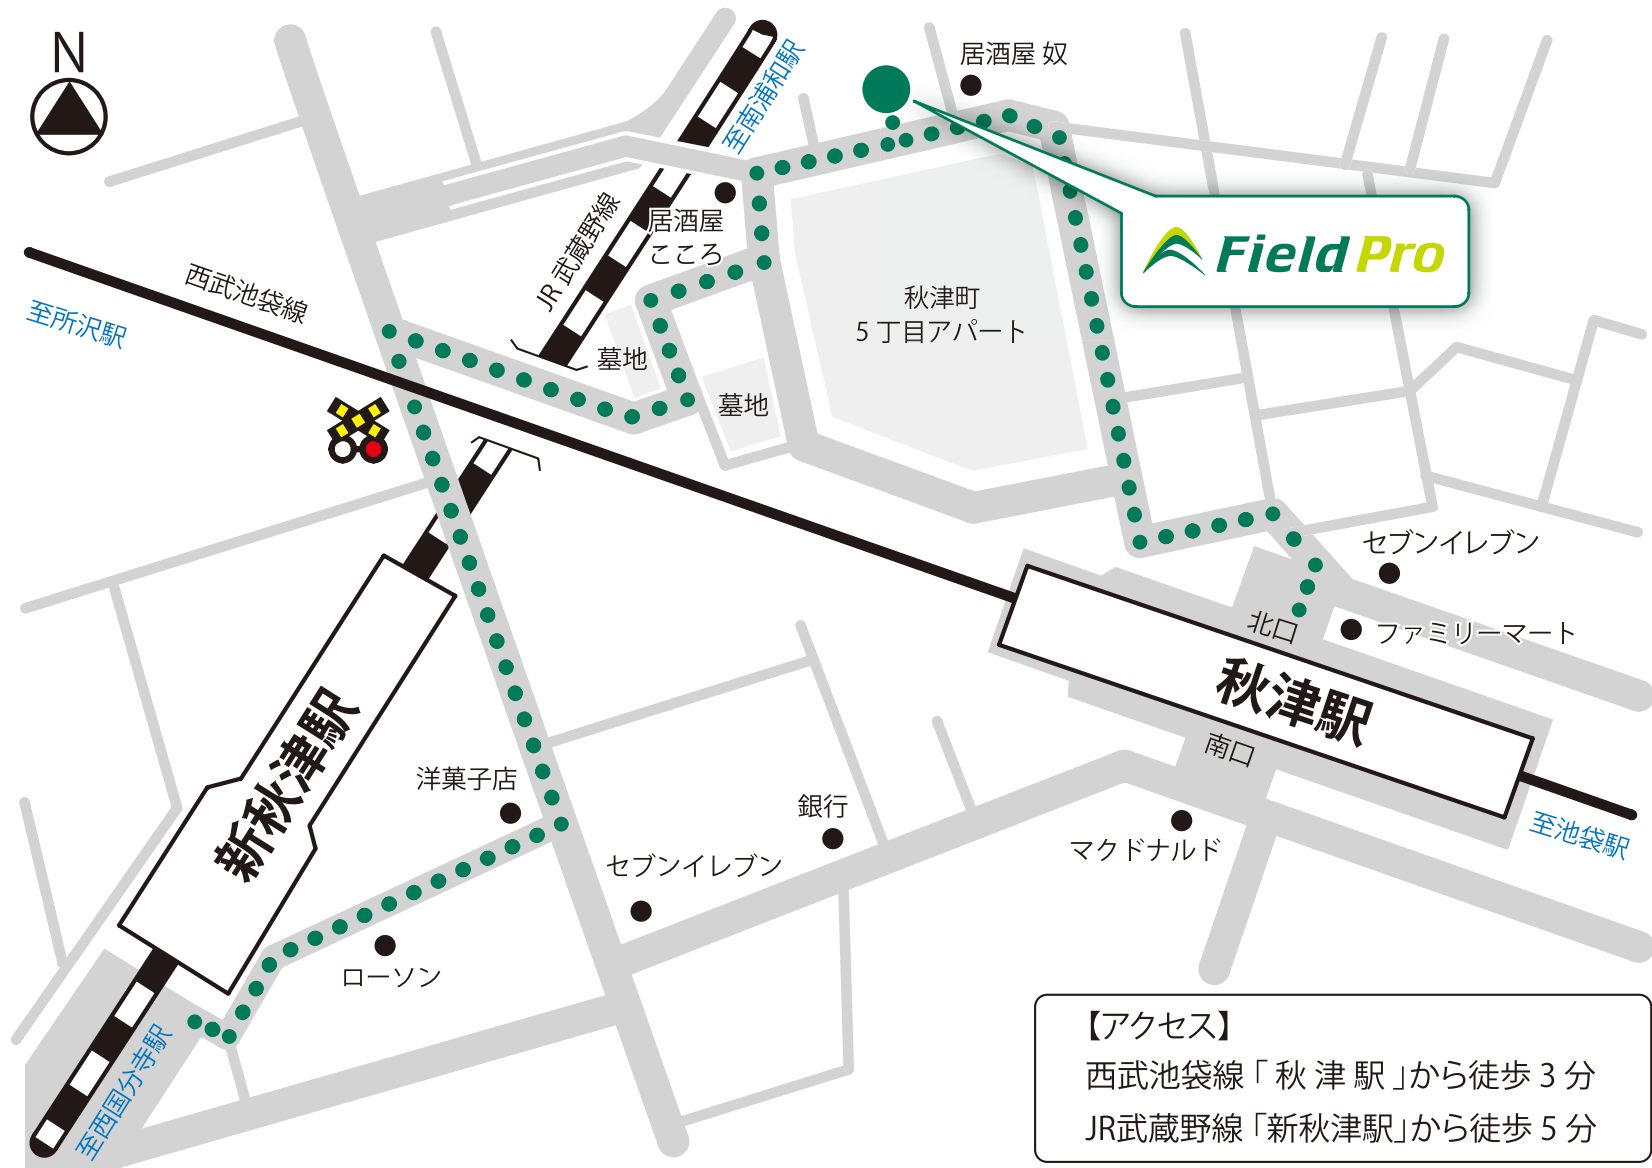 N
居酒屋 奴
至南浦和駅
JR 武蔵野線
居酒屋
こころ
Field Pro
西武池袋線
至所沢駅
秋津町
5 丁目アパート
墓地
墓地
セブンイレブン
北口
ファミリーマート
秋津駅
南口
新秋津駅
洋菓子店
銀行
マクドナルド
至池袋駅
セブンイレブン
ローソン
至西国分寺駅
【アクセス】
西武池袋線「 秋 津 駅 」から徒歩 3 分
JR武蔵野線「新秋津駅」から徒歩 5 分